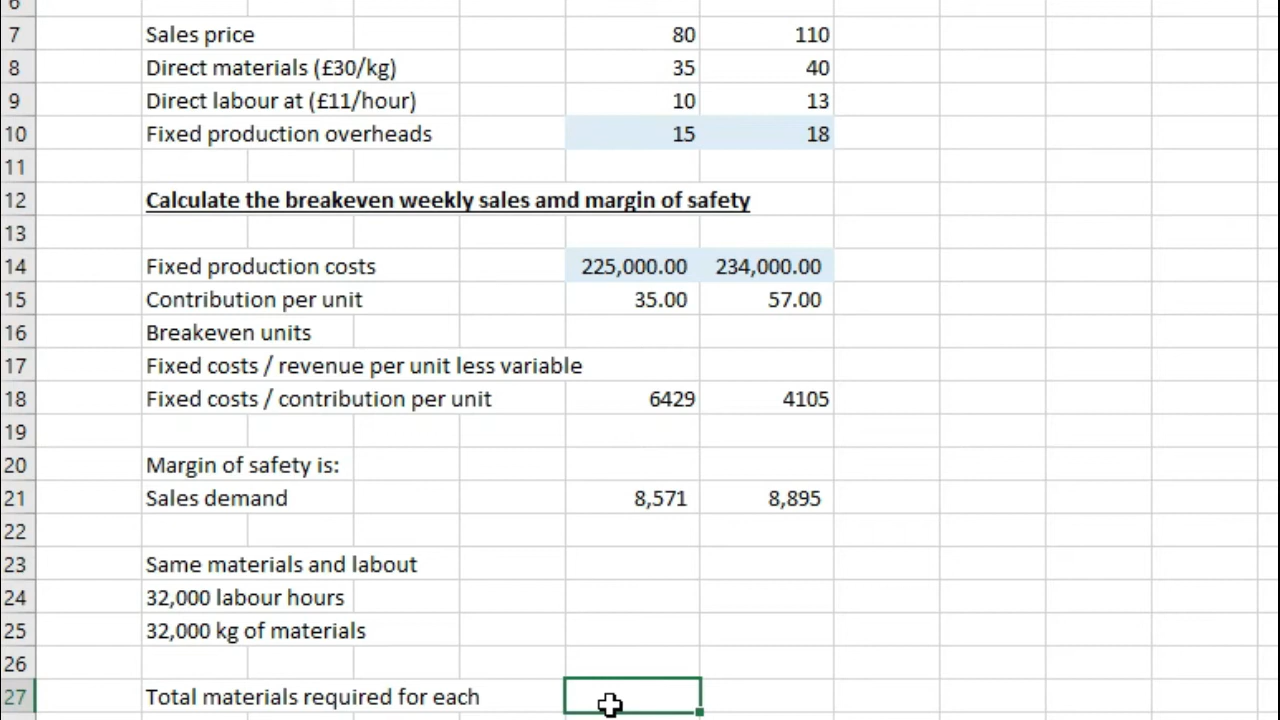 6
7 Sales price 80 110
8 Direct materials (£30/kg) 35 40
9 Direct labour at (£11/hour) 10 13
10 Fixed production overheads 15 18
11
12 Calculate the breakeven weekly sales amd margin of safety
13
14 Fixed production costs 225,000.00 234,000.00
15 Contribution per unit 35.00 57.00
16 Breakeven units
17 Fixed costs / revenue per unit less variable
18 Fixed costs / contribution per unit 6429 4105
19
20 Margin of safety is:
21 Sales demand 8,571 8,895
22
23 Same materials and labout
24 32,000 labour hours
25 32,000 kg of materials
26
27 Total materials required for each